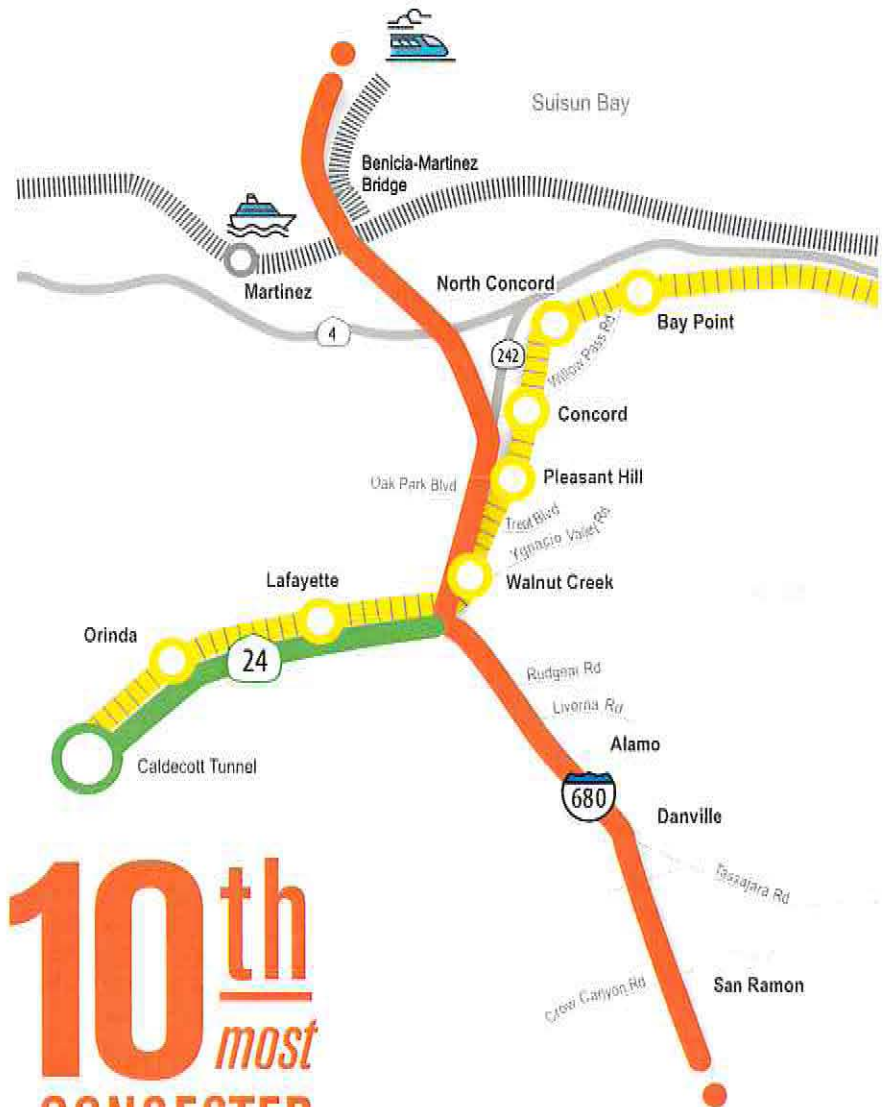 Suisun Bay
Benicia-Martinez
Bridge
Martinez
North Concord
4
242
Willow Pass Rd
Bay Point
Concord
Oak Park Blvd
Pleasant Hill
Treat Blvd
Ygnacio Valley Rd
Walnut Creek
Lafayette
Orinda
24
Caldecott Tunnel
Rudgear Rd
Livorna Rd
Alamo
680
Danville
Tassajara Rd
Crow Canyon Rd
San Ramon
10th
most
CONGESTED